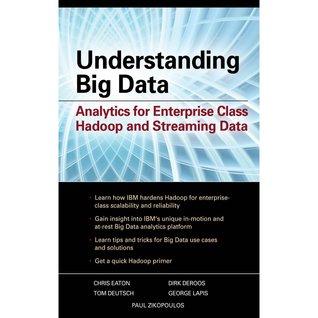 Understanding
Big Data
Analytics for Enterprise Class
Hadoop and Streaming Data
· Learn how IBM hardens Hadoop for enterprise-
class scalability and reliability
· Gain insight into IBM's unique in-motion and
at-rest Big Data analytics platform
· Learn tips and tricks for Big Data use cases
and solutions
· Get a quick Hadoop primer
CHRIS EATON DIRK DEROOS
TOM DEUTSCH GEORGE LAPIS
PAUL ZIKOPOULOS